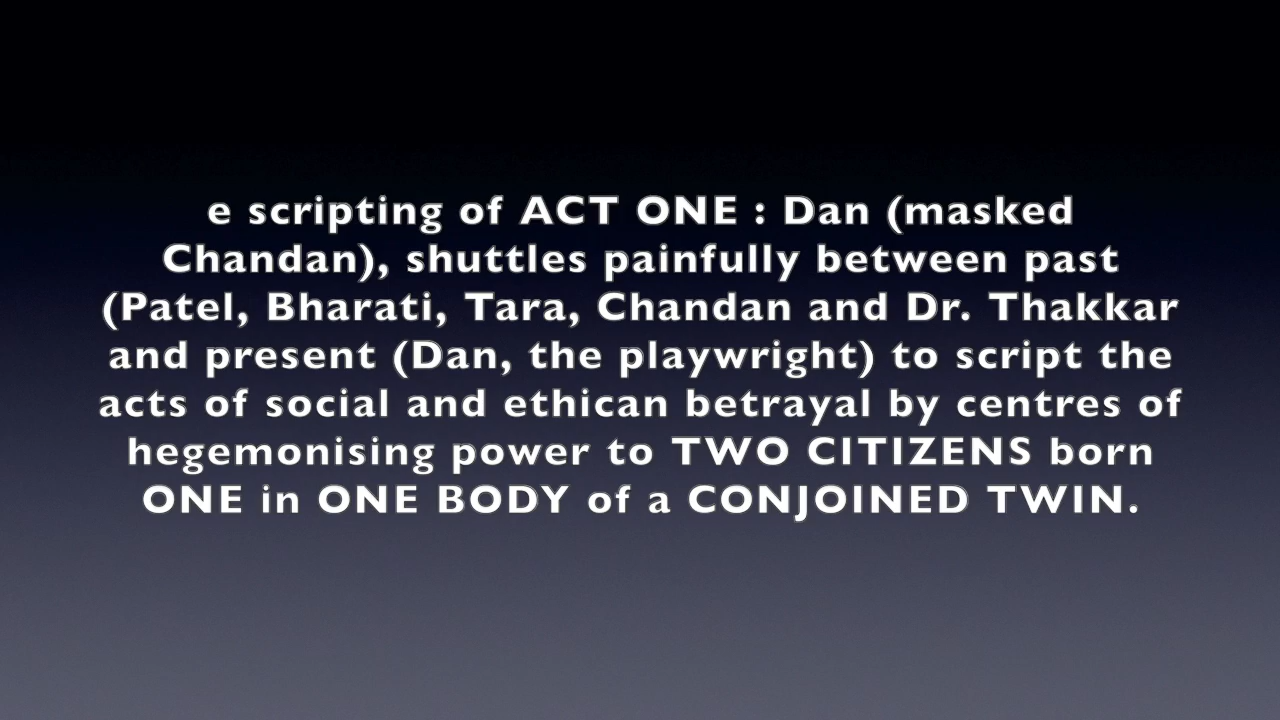 e scripting of ACT ONE : Dan (masked
Chandan), shuttles painfully between past
(Patel, Bharati, Tara, Chandan and Dr. Thakkar
and present (Dan, the playwright) to script the
acts of social and ethican betrayal by centres of
hegemonising power to TWO CITIZENS born
ONE in ONE BODY of a CONJOINED TWIN.